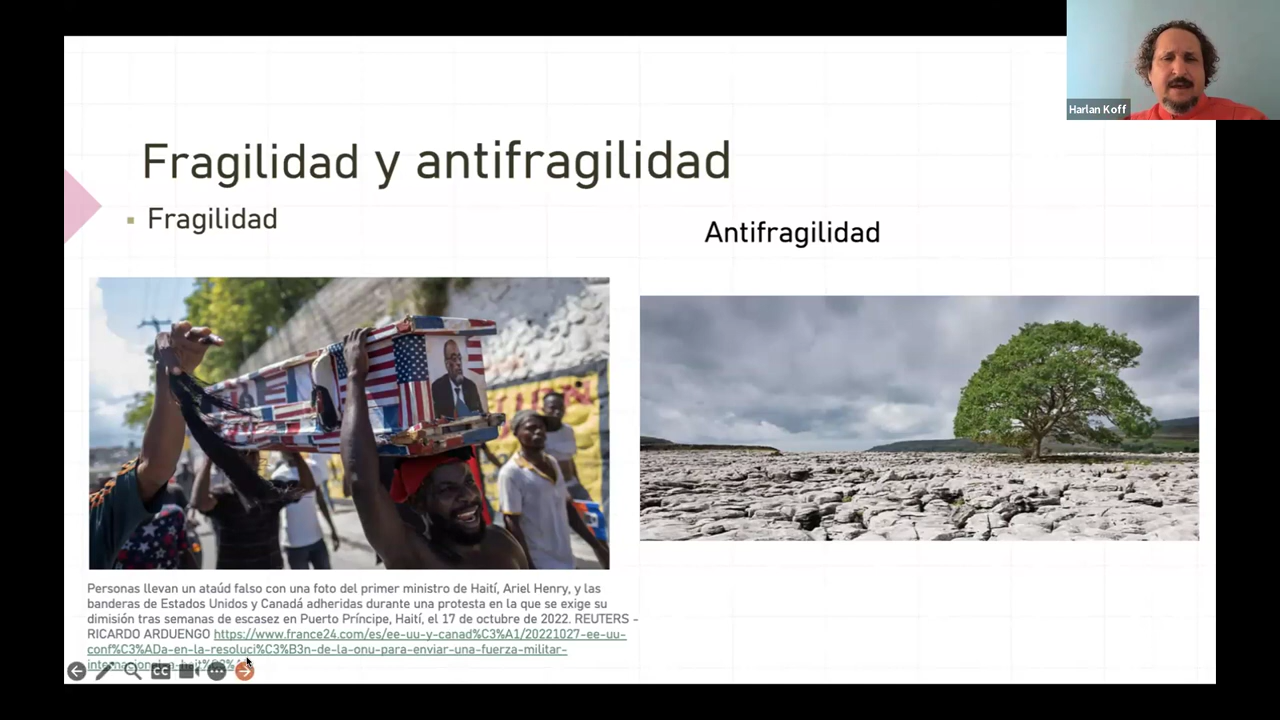 Harlan Koff
Fragilidad y antifragilidad
Fragilidad
Antifragilidad
Personas llevan un ataúd falso con una foto del primer ministro de Haití, Ariel Henry, y las
banderas de Estados Unidos y Canadá adheridas durante una protesta en la que se exige su
dimisión tras semanas de escasez en Puerto Príncipe, Haití, el 17 de octubre de 2022. REUTERS -
RICARDO ARDUENGO https://www.france24.com/es/ee-uu-y-canad%C3%A1/20221027-ee-uu-
conf%C3%ADa-en-la-resoluci%C3%B3n-de-la-onu-para-enviar-una-fuerza-militar-
CC